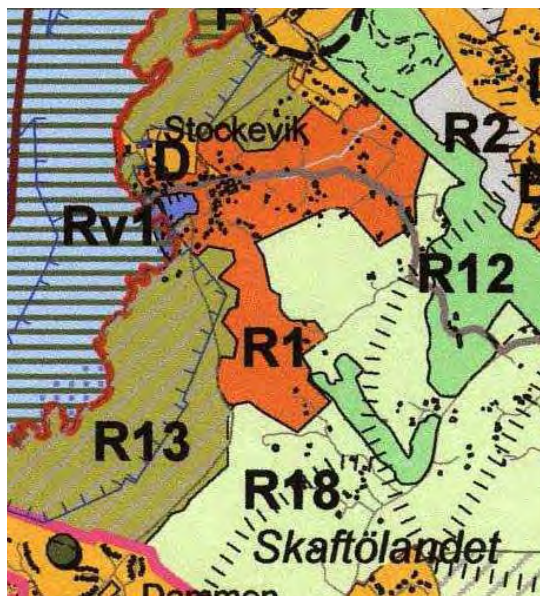 Stockevik
D
R2
Rv1
R12
R1
R13
R18
Skaftölandet